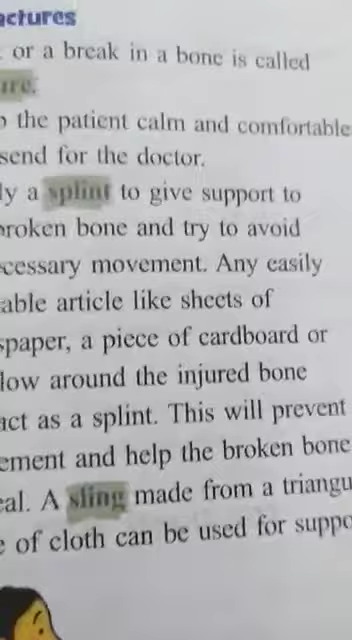 actures
or a break in a bone is called
ure.
the patient calm and comfortable
send for the doctor.
ly a splint to give support to
roken bone and try to avoid
cessary movement. Any easily
able article like sheets of
spaper, a piece of cardboard or
low around the injured bone
act as a splint. This will prevent
ement and help the broken bone
eal. A sling made from a triangu
e of cloth can be used for suppo